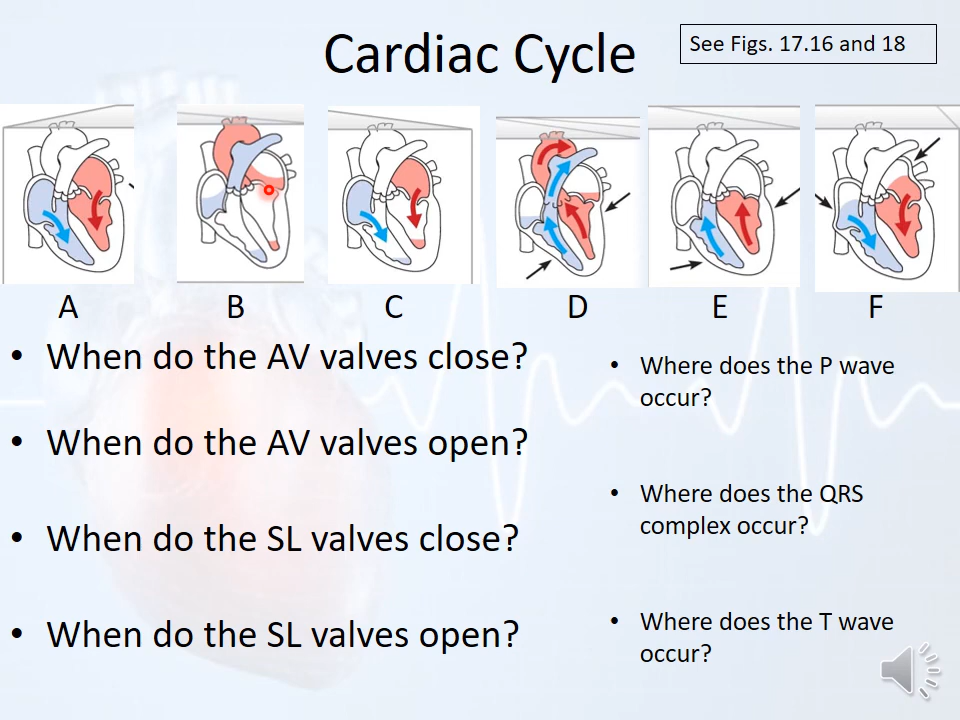 Cardiac Cycle
See Figs. 17.16 and 18
A B C D E F
• When do the AV valves close?
• When do the AV valves open?
• When do the SL valves close?
• When do the SL valves open?
• Where does the P wave
occur?
• Where does the QRS
complex occur?
• Where does the T wave
occur?